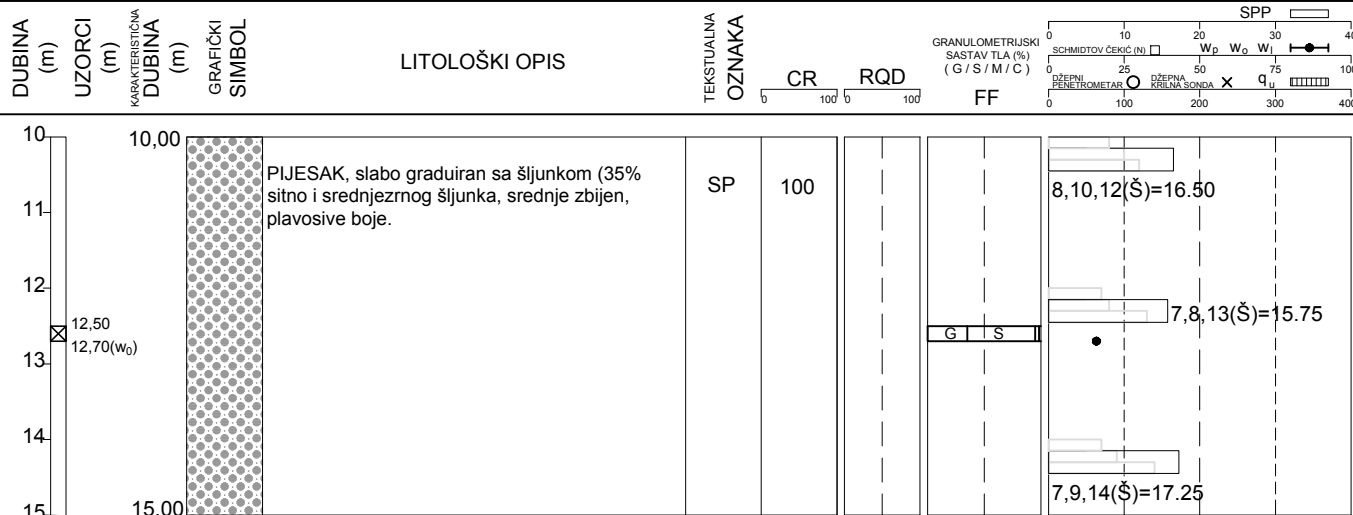 DUBINA
(m)
UZORCI
(m)
KARAKTERISTIČNA
DUBINA
(m)
GRAFIČKI
SIMBOL
LITOLOŠKI OPIS
TEKSTUALNA
OZNAKA
CR
0 100
RQD
0 100
GRANULOMETRIJSKI
SASTAV TLA (%)
( G / S / M / C )
FF
SPP
0 10 20 30 40
SCHMIDTOV ČEKIĆ (N) Wp Wo Wl
0 25 50 75 100
DŽEPNI
PENETROMETAR
DŽEPNA
KRILNA SONDA
qu
0 100 200 300 400
10
10,00
PIJESAK, slabo graduiran sa šljunkom (35%
sitno i srednjezrnog šljunka, srednje zbijen,
plavosive boje.
SP
100
8,10,12(Š)=16.50
11
12
7,8,13(Š)=15.75
12,50
12,70(w0)
G S
13
14
7,9,14(Š)=17.25
15
15,00